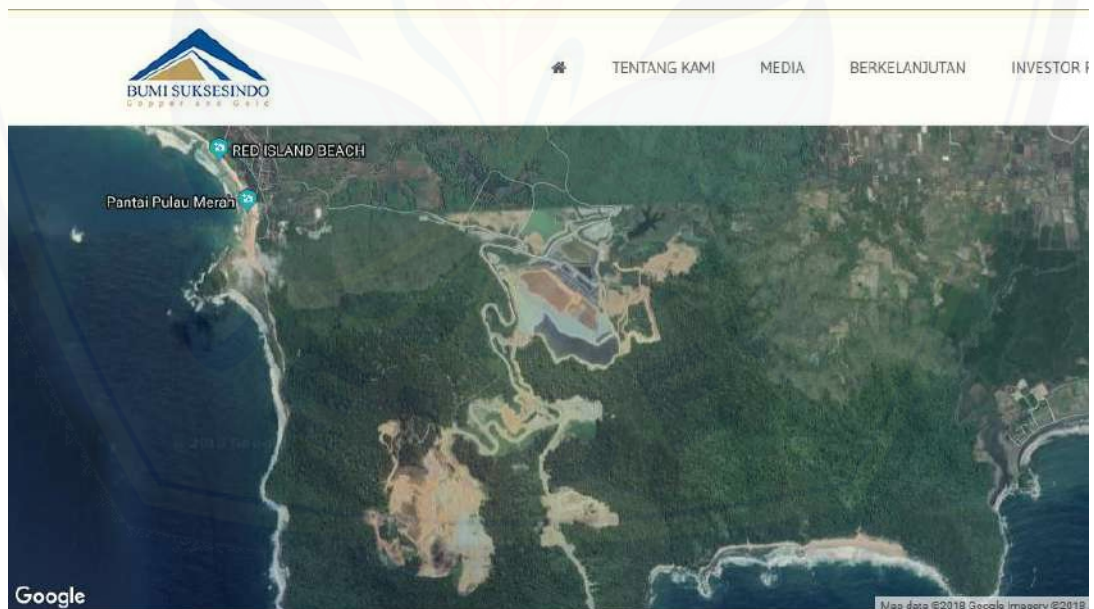 BUMI SUKSESINDO
Copper and Gold
TENTANG KAMI
MEDIA
BERKELANJUTAN
INVESTOR
RED ISLAND BEACH
Pantai Pulau Merah
Google
Map data ©2018 Google Imagery ©2018